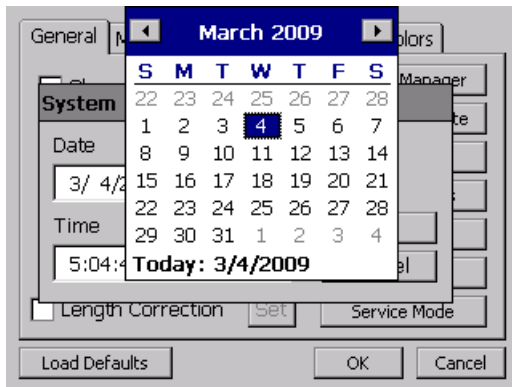 General
March 2009
olors
S M T W T F S
Manager
22 23 24 25 26 27 28
System
1 2 3 4 5 6 7
te
Date
8 9 10 11 12 13 14
3/ 4/2
15 16 17 18 19 20 21
22 23 24 25 26 27 28
Time
29 30 31 1 2 3 4
5:04:4
Today: 3/4/2009
el
Length Correction
Set
Service Mode
Load Defaults
OK
Cancel